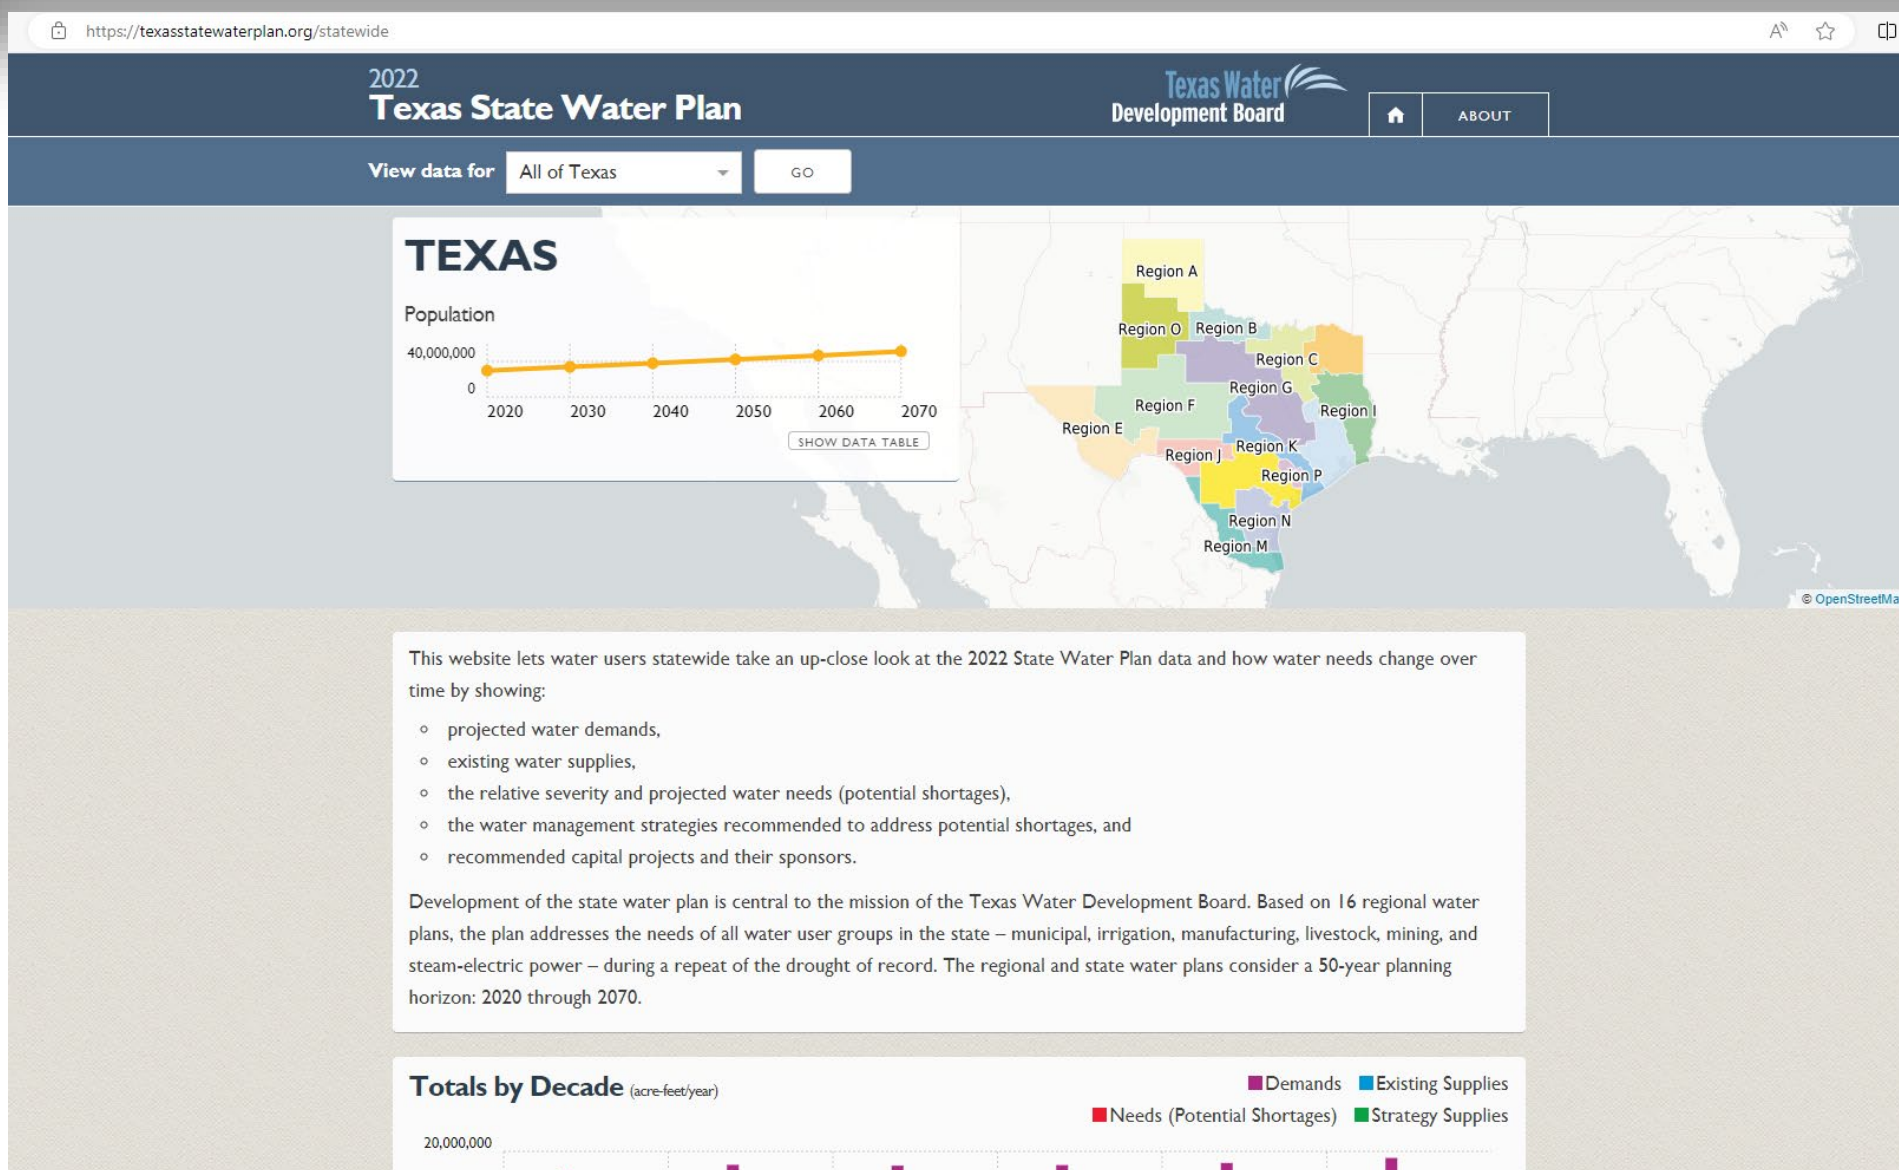 https://texasstatewaterplan.org/statewide
2022
Texas State Water Plan
Texas Water
Development Board
ABOUT
View data for
All of Texas
GO
TEXAS
Population
40,000,000
0
2020 2030 2040 2050 2060 2070
SHOW DATA TABLE
Region A
Region O
Region B
Region C
Region G
Region F
Region I
Region E
Region K
Region J
Region P
Region N
Region M
© OpenStreetMa
This website lets water users statewide take an up-close look at the 2022 State Water Plan data and how water needs change over
time by showing:
projected water demands,
existing water supplies,
the relative severity and projected water needs (potential shortages),
the water management strategies recommended to address potential shortages, and
recommended capital projects and their sponsors.
Development of the state water plan is central to the mission of the Texas Water Development Board. Based on 16 regional water
plans, the plan addresses the needs of all water user groups in the state – municipal, irrigation, manufacturing, livestock, mining, and
steam-electric power – during a repeat of the drought of record. The regional and state water plans consider a 50-year planning
horizon: 2020 through 2070.
Totals by Decade (acre-feet/year)
Demands Existing Supplies
Needs (Potential Shortages) Strategy Supplies
20,000,000